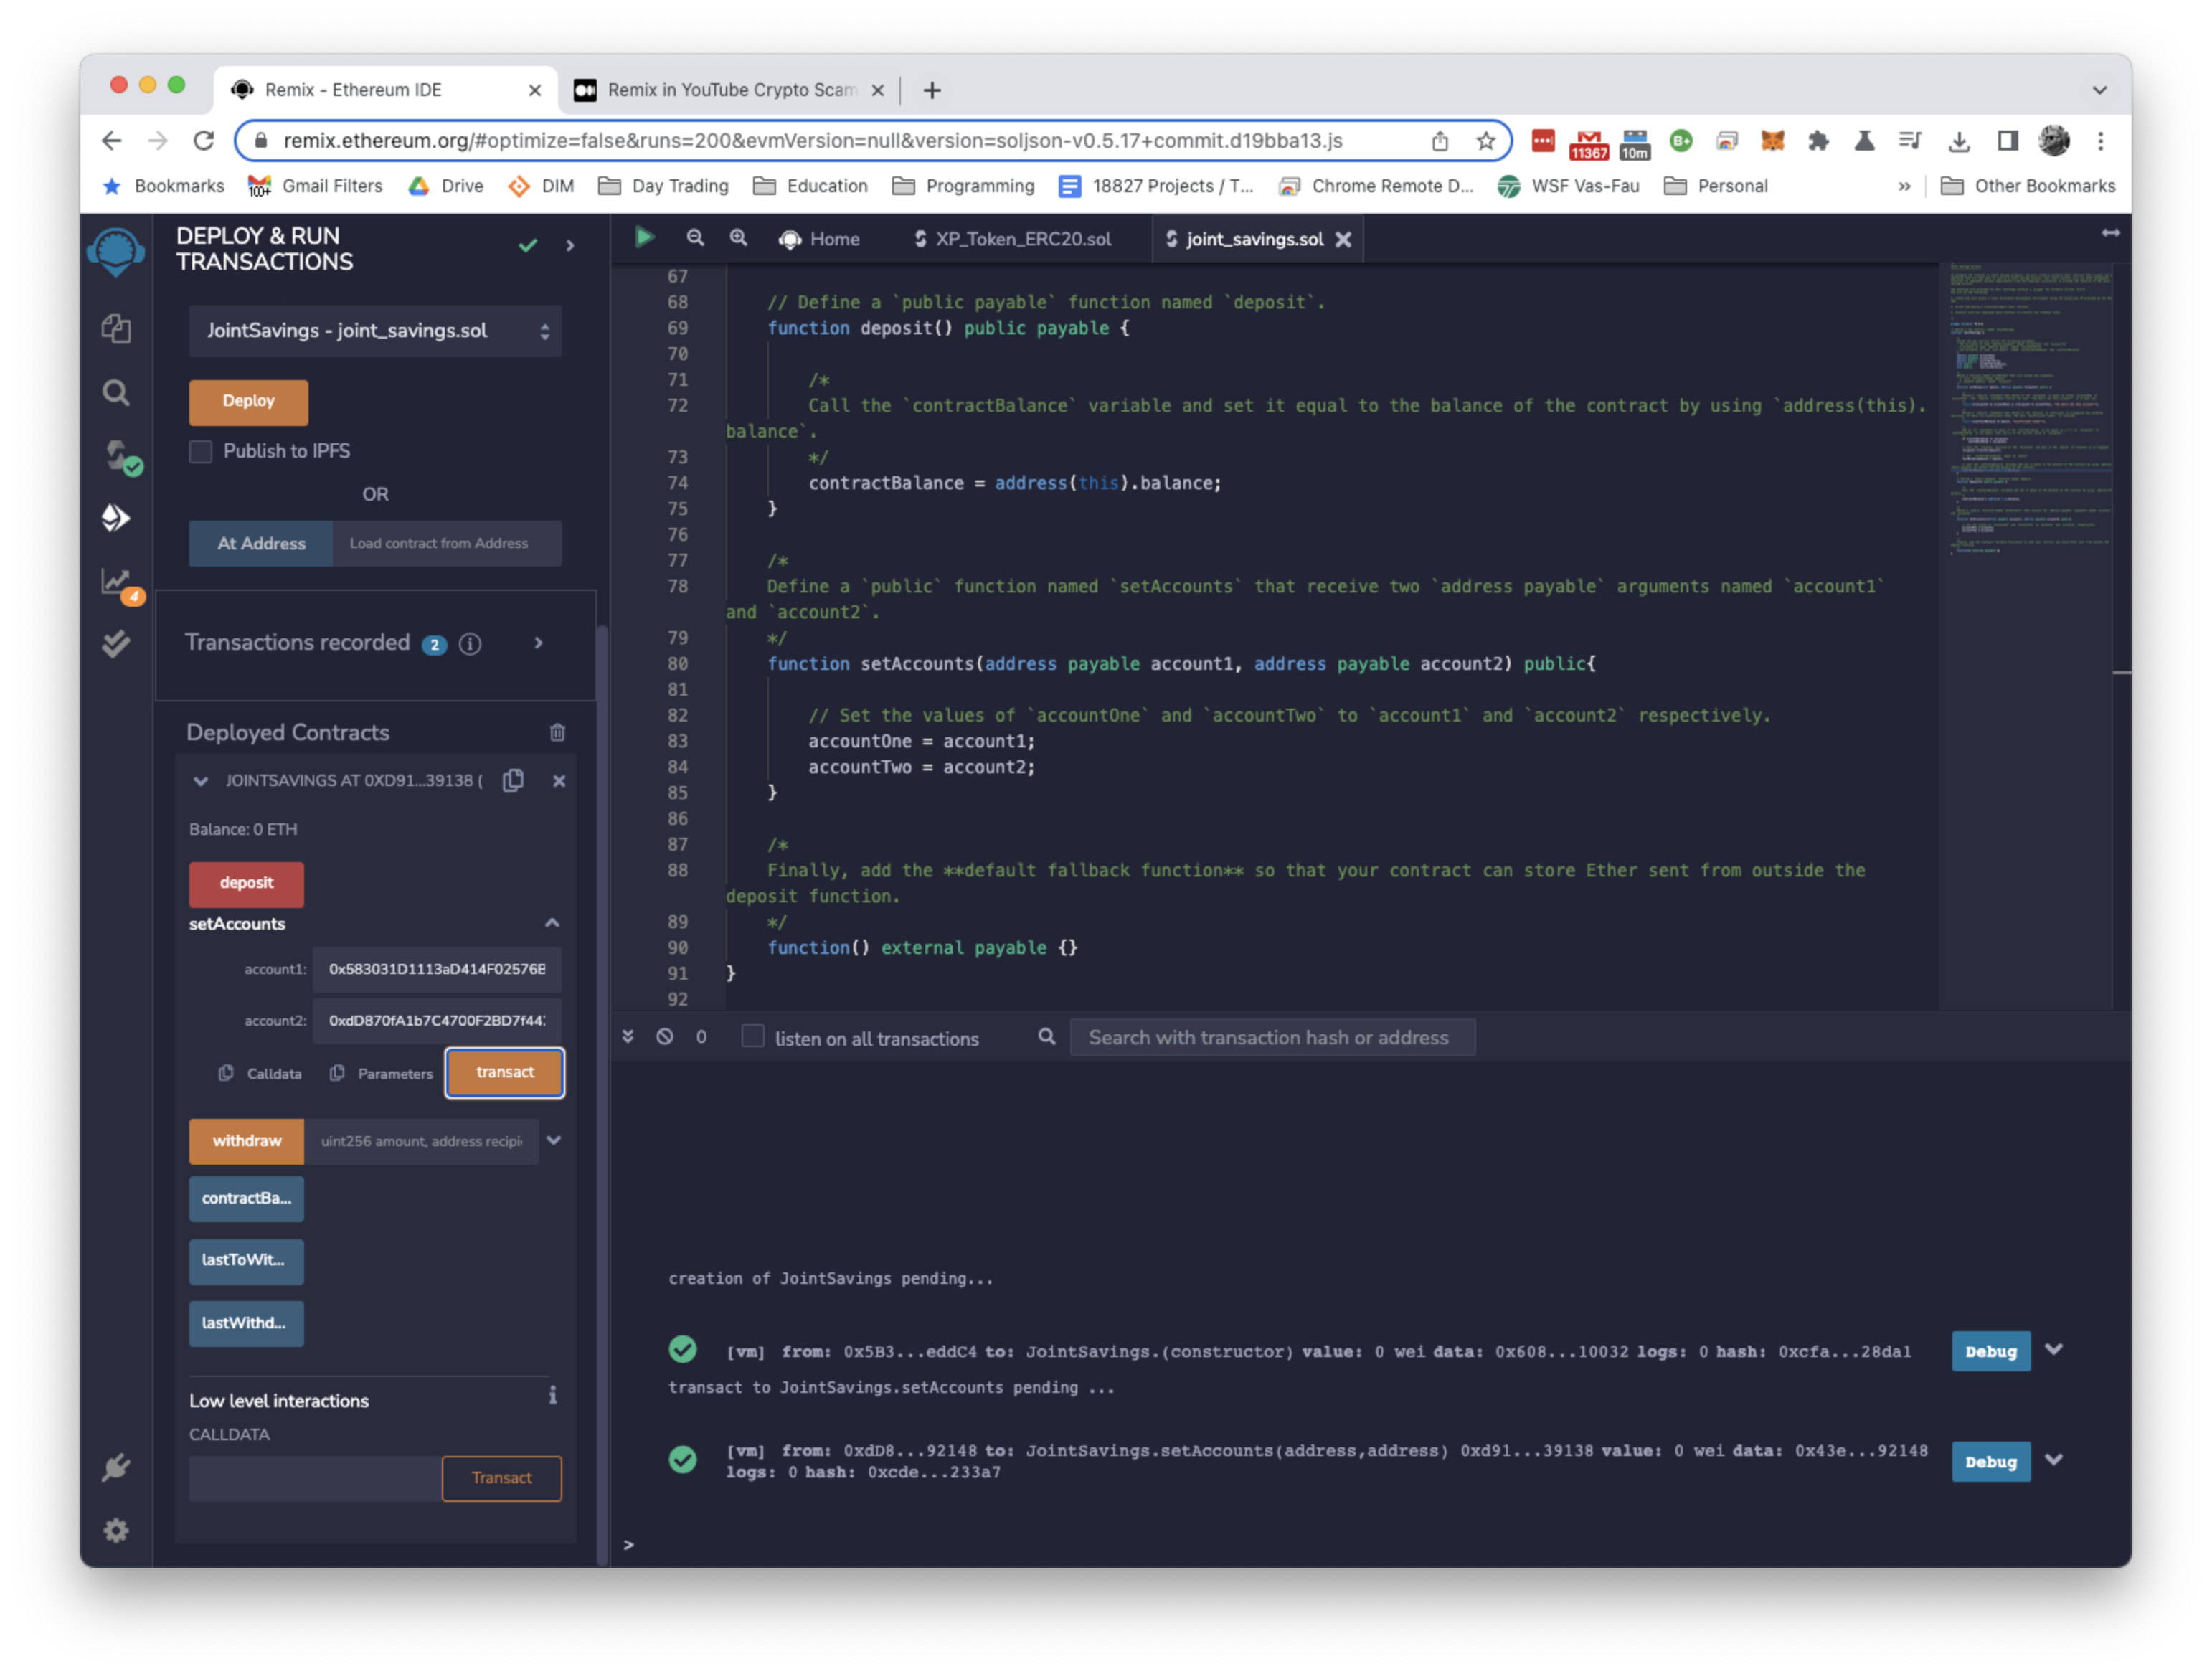 Remix - Ethereum IDE
Remix in YouTube Crypto Scam
remix.ethereum.org/#optimize=false&runs=200&evmVersion=null&version=soljson-v0.5.17+commit.d19bba13.js
11367
10m
B+
Bookmarks
100+
Gmail Filters
Drive
DIM
Day Trading
Education
Programming
18827 Projects / T...
Chrome Remote D...
WSF Vas-Fau
Personal
»
Other Bookmarks
DEPLOY & RUN
TRANSACTIONS
JointSavings - joint_savings.sol
Deploy
Publish to IPFS
OR
At Address
Load contract from Address
4
Transactions recorded 2
Deployed Contracts
JOINTSAVINGS AT 0XD91...39138 (
Balance: 0 ETH
deposit
setAccounts
account1: 0x583031D1113aD414F02576B
account2: 0xdD870fA1b7C4700F2BD7f44
Calldata
Parameters
transact
withdraw
uint256 amount, address recipi
contractBa...
lastToWit...
lastWithd...
Low level interactions
CALLDATA
Transact
Home
XP_Token_ERC20.sol
joint_savings.sol
67
68 // Define a `public payable` function named `deposit`.
69 function deposit() public payable {
70
71 /*
72 Call the `contractBalance` variable and set it equal to the balance of the contract by using `address(this).
balance`.
73 */
74 contractBalance = address(this).balance;
75 }
76
77 /*
78 Define a `public` function named `setAccounts` that receive two `address payable` arguments named `account1`
and `account2`.
79 */
80 function setAccounts(address payable account1, address payable account2) public{
81
82 // Set the values of `accountOne` and `accountTwo` to `account1` and `account2` respectively.
83 accountOne = account1;
84 accountTwo = account2;
85 }
86
87 /*
88 Finally, add the **default fallback function** so that your contract can store Ether sent from outside the
deposit function.
89 */
90 function() external payable {}
91 }
92
0
listen on all transactions
Search with transaction hash or address
creation of JointSavings pending...
[vm] from: 0x5B3...eddC4 to: JointSavings.(constructor) value: 0 wei data: 0x608...10032 logs: 0 hash: 0xcfa...28da1
Debug
transact to JointSavings.setAccounts pending ...
[vm] from: 0xdD8...92148 to: JointSavings.setAccounts(address,address) 0xd91...39138 value: 0 wei data: 0x43e...92148
logs: 0 hash: 0xcde...233a7
Debug
>